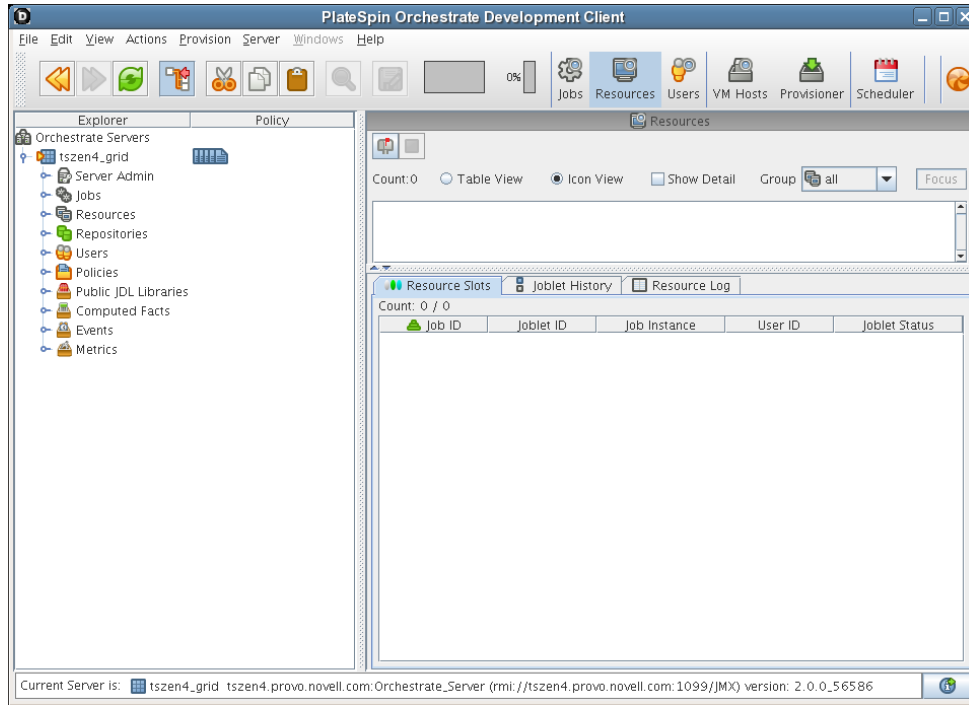 PlateSpin Orchestrate Development Client
File Edit View Actions Provision Server Windows Help
0%
Jobs Resources Users VM Hosts Provisioner Scheduler
Explorer Policy
Orchestrate Servers
tszen4_grid
Server Admin
Jobs
Resources
Repositories
Users
Policies
Public JDL Libraries
Computed Facts
Events
Metrics
Resources
Count:0 Table View Icon View Show Detail Group all Focus
Resource Slots Joblet History Resource Log
Count: 0 / 0
Job ID Joblet ID Job Instance User ID Joblet Status
Current Server is: tszen4_grid tszen4.provo.novell.com:Orchestrate_Server (rmi://tszen4.provo.novell.com:1099/JMX) version: 2.0.0_56586